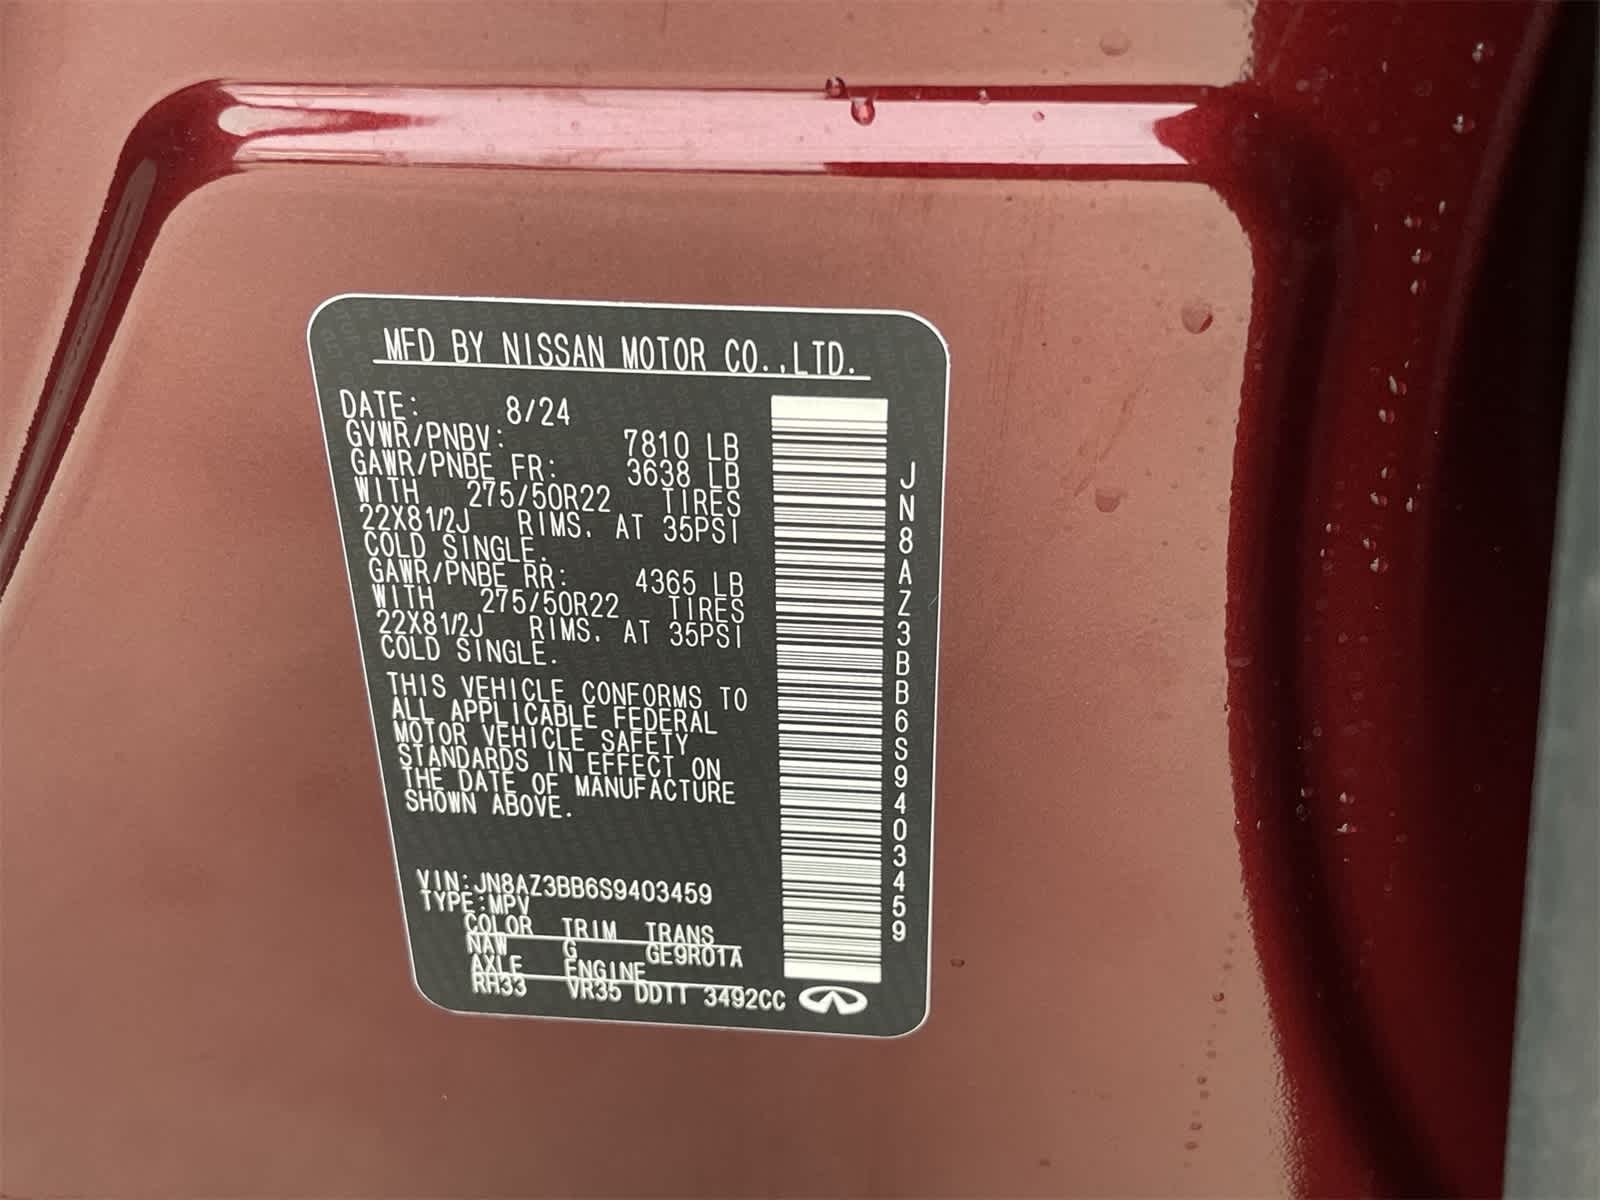 MFD BY NISSAN MOTOR CO.,LTD.
DATE: 8/24
GVWR/PNBV: 7810 LB
GAWR/PNBE FR: 3638 LB
WITH 275/50R22 TIRES
22X81/2J RIMS. AT 35PSI
COLD SINGLE.
GAWR/PNBE RR: 4365 LB
WITH 275/50R22 TIRES
22X81/2J RIMS. AT 35PSI
COLD SINGLE.
THIS VEHICLE CONFORMS TO
ALL APPLICABLE FEDERAL
MOTOR VEHICLE SAFETY
STANDARDS IN EFFECT ON
THE DATE OF MANUFACTURE
SHOWN ABOVE.
VIN:JN8AZ3BB6S9403459
TYPE:MPV
COLOR TRIM TRANS
NAW G GE9R01A
AXLE ENGINE
RH33 VR35 DDTT 3492CC
JN8AZ3BB6S9403459